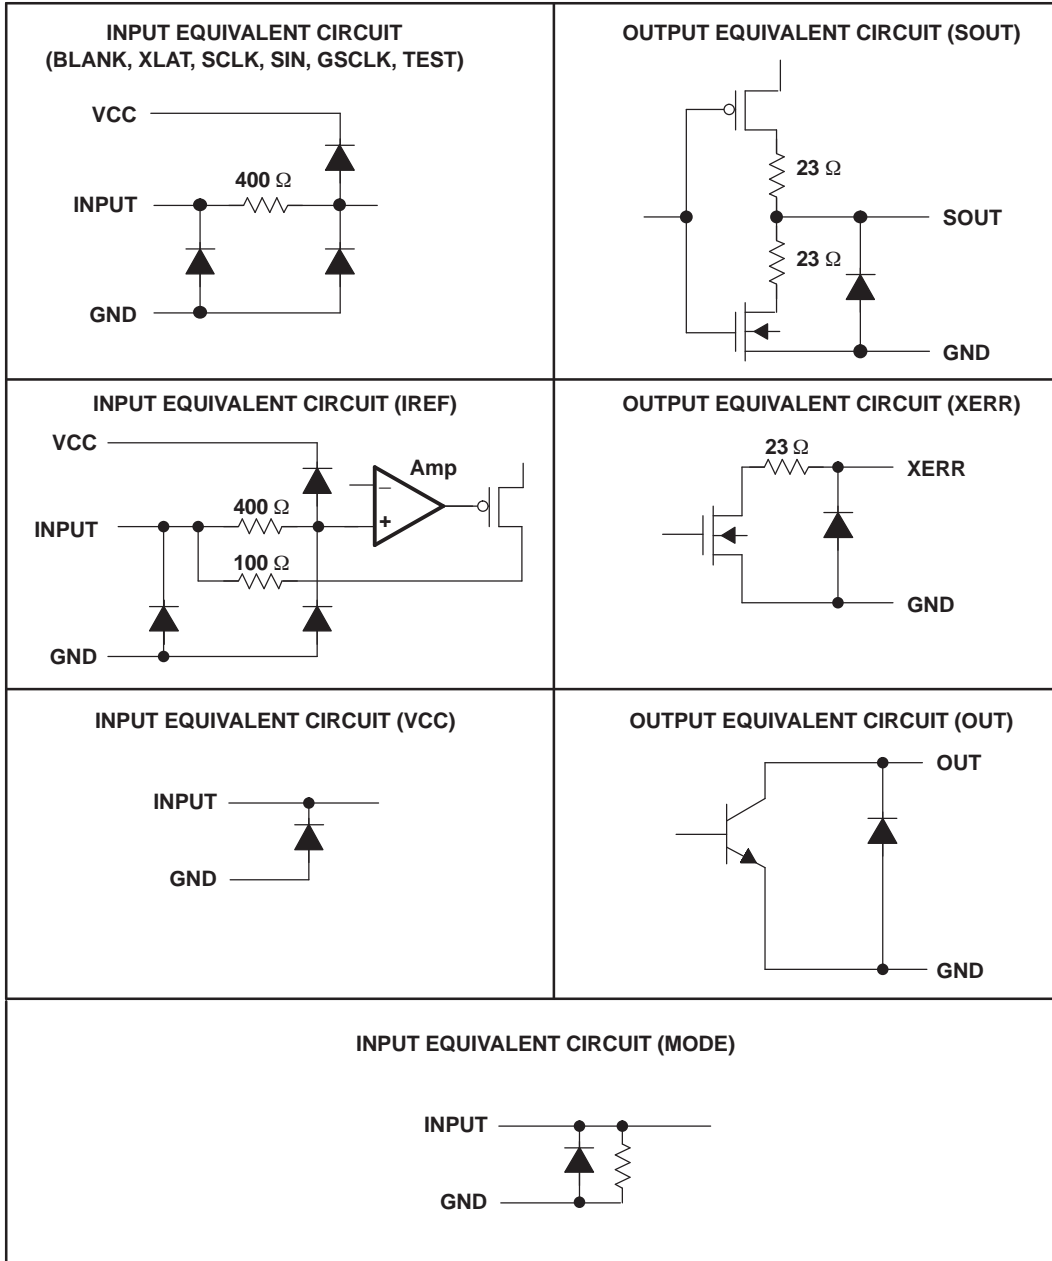 INPUT EQUIVALENT CIRCUIT
(BLANK, XLAT, SCLK, SIN, GSCLK, TEST)
VCC
400 Ω
INPUT
GND
OUTPUT EQUIVALENT CIRCUIT (SOUT)
23 Ω
SOUT
23 Ω
GND
INPUT EQUIVALENT CIRCUIT (IREF)
VCC
Amp
400 Ω
INPUT
100 Ω
GND
OUTPUT EQUIVALENT CIRCUIT (XERR)
23 Ω
XERR
GND
INPUT EQUIVALENT CIRCUIT (VCC)
INPUT
GND
OUTPUT EQUIVALENT CIRCUIT (OUT)
OUT
GND
INPUT EQUIVALENT CIRCUIT (MODE)
INPUT
GND